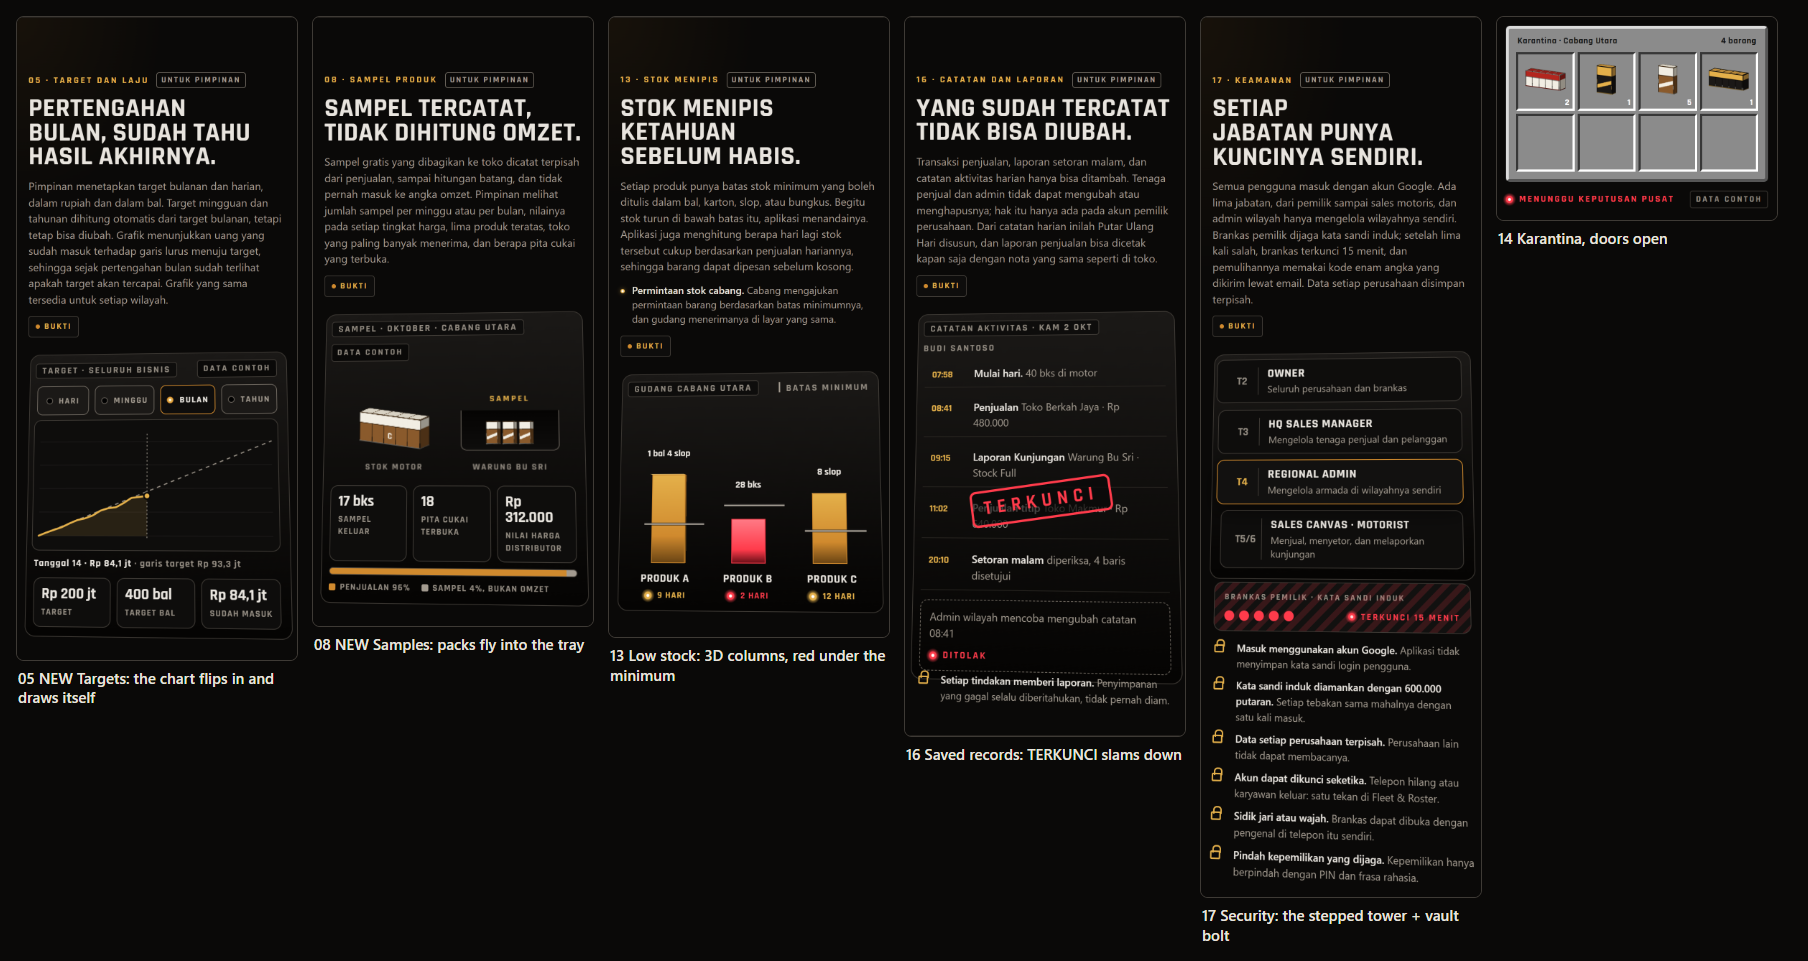 05 · TARGET DAN LAJU
UNTUK PIMPINAN
PERTENGAHAN
BULAN, SUDAH TAHU
HASIL AKHIRNYA.
Pimpinan menetapkan target bulanan dan harian,
dalam rupiah dan dalam bal. Target mingguan dan
tahunan dihitung otomatis dari target bulanan, tetapi
tetap bisa diubah. Grafik menunjukkan uang yang
sudah masuk terhadap garis lurus menuju target,
sehingga sejak pertengahan bulan sudah terlihat
apakah target akan tercapai. Grafik yang sama
tersedia untuk setiap wilayah.
BUKTI
TARGET · SELURUH BISNIS
DATA CONTOH
HARI
MINGGU
BULAN
TAHUN
Tanggal 14 · Rp 84,1 jt · garis target Rp 93,3 jt
Rp 200 jt
TARGET
400 bal
TARGET BAL
Rp 84,1 jt
SUDAH MASUK
05 NEW Targets: the chart flips in and
draws itself
08 · SAMPEL PRODUK
UNTUK PIMPINAN
SAMPEL TERCATAT,
TIDAK DIHITUNG OMZET.
Sampel gratis yang dibagikan ke toko dicatat terpisah
dari penjualan, sampai hitungan batang, dan tidak
pernah masuk ke angka omzet. Pimpinan melihat
jumlah sampel per minggu atau per bulan, nilainya
pada setiap tingkat harga, lima produk teratas, toko
yang paling banyak menerima, dan berapa pita cukai
yang terbuka.
BUKTI
SAMPEL · OKTOBER · CABANG UTARA
DATA CONTOH
SAMPEL
C
STOK MOTOR
WARUNG BU SRI
17 bks
SAMPEL
KELUAR
18
PITA CUKAI
TERBUKA
Rp
312.000
NILAI HARGA
DISTRIBUTOR
PENJUALAN 96%
SAMPEL 4%, BUKAN OMZET
08 NEW Samples: packs fly into the tray
13 · STOK MENIPIS
UNTUK PIMPINAN
STOK MENIPIS
KETAHUAN
SEBELUM HABIS.
Setiap produk punya batas stok minimum yang boleh
ditulis dalam bal, karton, slop, atau bungkus. Begitu
stok turun di bawah batas itu, aplikasi menandainya.
Aplikasi juga menghitung berapa hari lagi stok
tersebut cukup berdasarkan penjualan hariannya,
sehingga barang dapat dipesan sebelum kosong.
Permintaan stok cabang. Cabang mengajukan
permintaan barang berdasarkan batas minimumnya,
dan gudang menerimanya di layar yang sama.
BUKTI
GUDANG CABANG UTARA
BATAS MINIMUM
1 bal 4 slop
28 bks
8 slop
PRODUK A
PRODUK B
PRODUK C
9 HARI
2 HARI
12 HARI
13 Low stock: 3D columns, red under the
minimum
16 · CATATAN DAN LAPORAN
UNTUK PIMPINAN
YANG SUDAH TERCATAT
TIDAK BISA DIUBAH.
Transaksi penjualan, laporan setoran malam, dan
catatan aktivitas harian hanya bisa ditambah. Tenaga
penjual dan admin tidak dapat mengubah atau
menghapusnya; hak itu hanya ada pada akun pemilik
perusahaan. Dari catatan harian inilah Putar Ulang
Hari disusun, dan laporan penjualan bisa dicetak
kapan saja dengan nota yang sama seperti di toko.
BUKTI
CATATAN AKTIVITAS · KAM 2 OKT
BUDI SANTOSO
07:58
Mulai hari. 40 bks di motor
08:41
Penjualan Toko Berkah Jaya · Rp
480.000
09:15
Laporan Kunjungan Warung Bu Sri ·
Stock Full
11:02
Rp
TERKUNCI
20:10
Setoran malam diperiksa, 4 baris
disetujui
Admin wilayah mencoba mengubah catatan
08:41
DITOLAK
Setiap tindakan memberi laporan. Penyimpanan
yang gagal selalu diberitahukan, tidak pernah diam.
16 Saved records: TERKUNCI slams down
17 · KEAMANAN
UNTUK PIMPINAN
SETIAP
JABATAN PUNYA
KUNCINYA SENDIRI.
Semua pengguna masuk dengan akun Google. Ada
lima jabatan, dari pemilik sampai sales motoris, dan
admin wilayah hanya mengelola wilayahnya sendiri.
Brankas pemilik dijaga kata sandi induk; setelah lima
kali salah, brankas terkunci 15 menit, dan
pemulihannya memakai kode enam angka yang
dikirim lewat email. Data setiap perusahaan disimpan
terpisah.
BUKTI
T2
OWNER
Seluruh perusahaan dan brankas
T3
HQ SALES MANAGER
Mengelola tenaga penjual dan pelanggan
T4
REGIONAL ADMIN
Mengelola armada di wilayahnya sendiri
T5/6
SALES CANVAS · MOTORIST
Menjual, menyetor, dan melaporkan
kunjungan
BRANKAS PEMILIK · KATA SANDI INDUK
TERKUNCI 15 MENIT
Masuk menggunakan akun Google. Aplikasi tidak
menyimpan kata sandi login pengguna.
Kata sandi induk diamankan dengan 600.000
putaran. Setiap tebakan sama mahalnya dengan
satu kali masuk.
Data setiap perusahaan terpisah. Perusahaan lain
tidak dapat membacanya.
Akun dapat dikunci seketika. Telepon hilang atau
karyawan keluar: satu tekan di Fleet & Roster.
Sidik jari atau wajah. Brankas dapat dibuka dengan
pengenal di telepon itu sendiri.
Pindah kepemilikan yang dijaga. Kepemilikan hanya
berpindah dengan PIN dan frasa rahasia.
17 Security: the stepped tower + vault
bolt
Karantina · Cabang Utara
4 barang
2
1
5
1
MENUNGGU KEPUTUSAN PUSAT
DATA CONTOH
14 Karantina, doors open